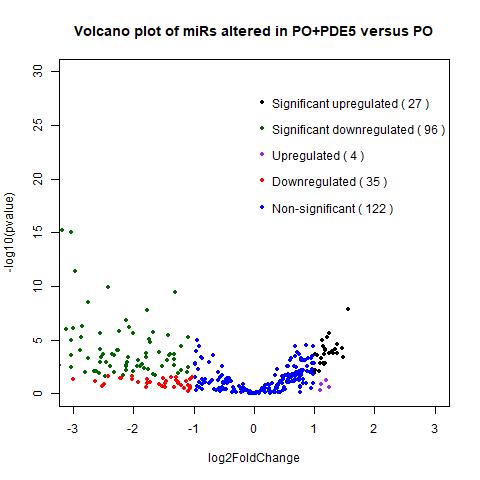 Volcano plot of miRs altered in PO+PDE5 versus PO
30
25
20
15
10
5
0
-log10(pvalue)
Significant upregulated ( 27 )
Significant downregulated ( 96 )
Upregulated ( 4 )
Downregulated ( 35 )
Non-significant ( 122 )
-3 -2 -1 0 1 2 3
log2FoldChange